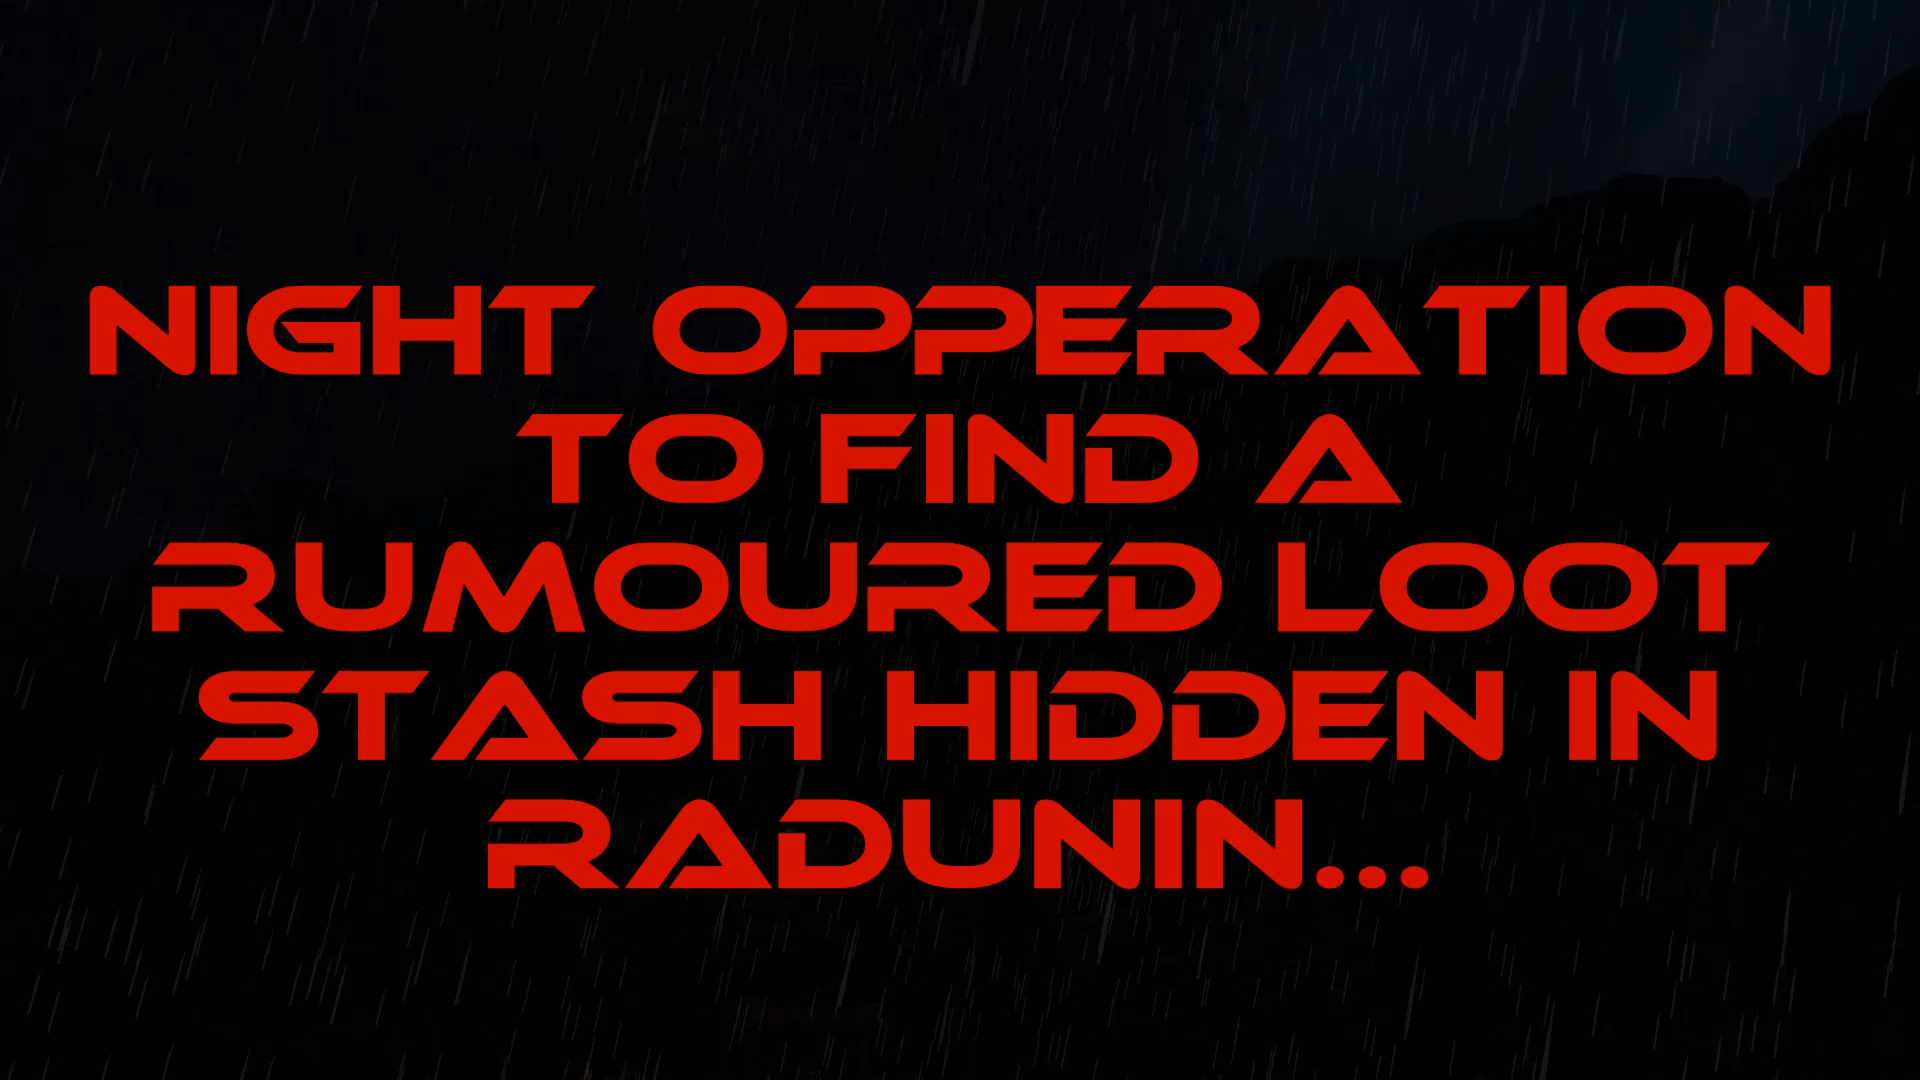 NIGHT OPPERATION
TO FIND A
RUMOURED LOOT
STASH HIDDEN IN
RADUNIN...